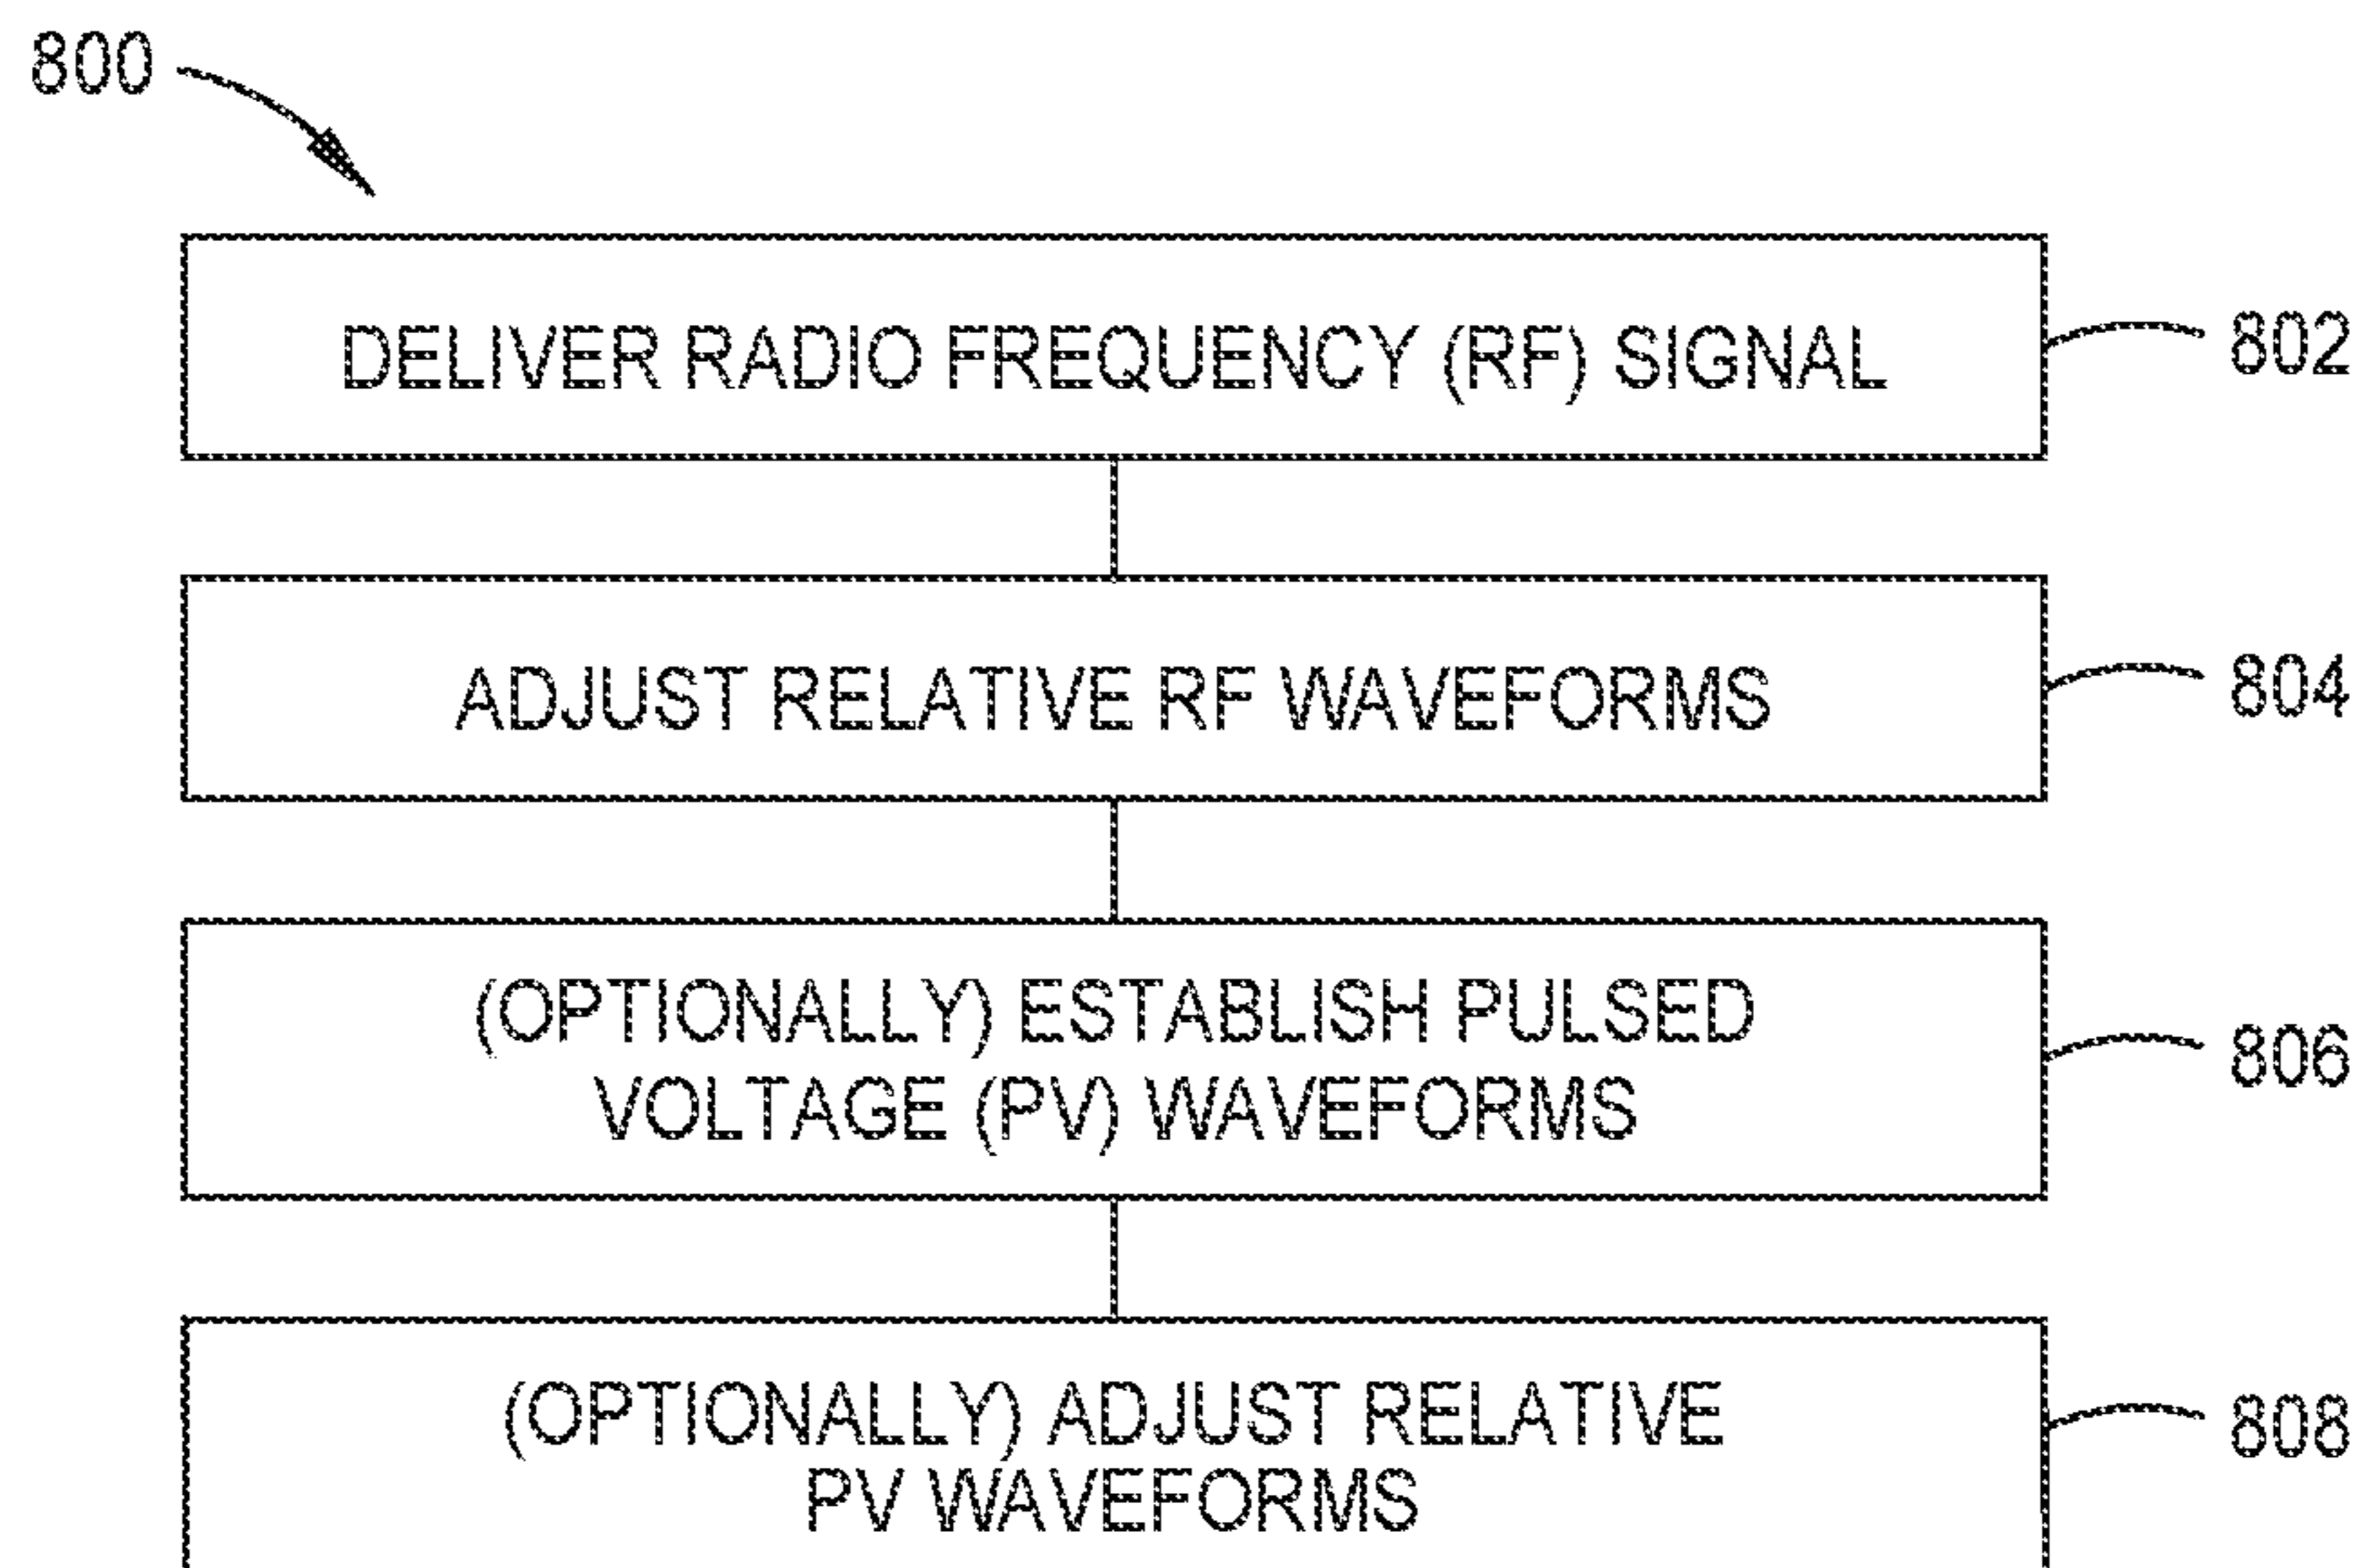 800
DELIVER RADIO FREQUENCY (RF) SIGNAL
802
ADJUST RELATIVE RF WAVEFORMS
804
(OPTIONALLY) ESTABLISH PULSED
VOLTAGE (PV) WAVEFORMS
806
(OPTIONALLY) ADJUST RELATIVE
PV WAVEFORMS
808